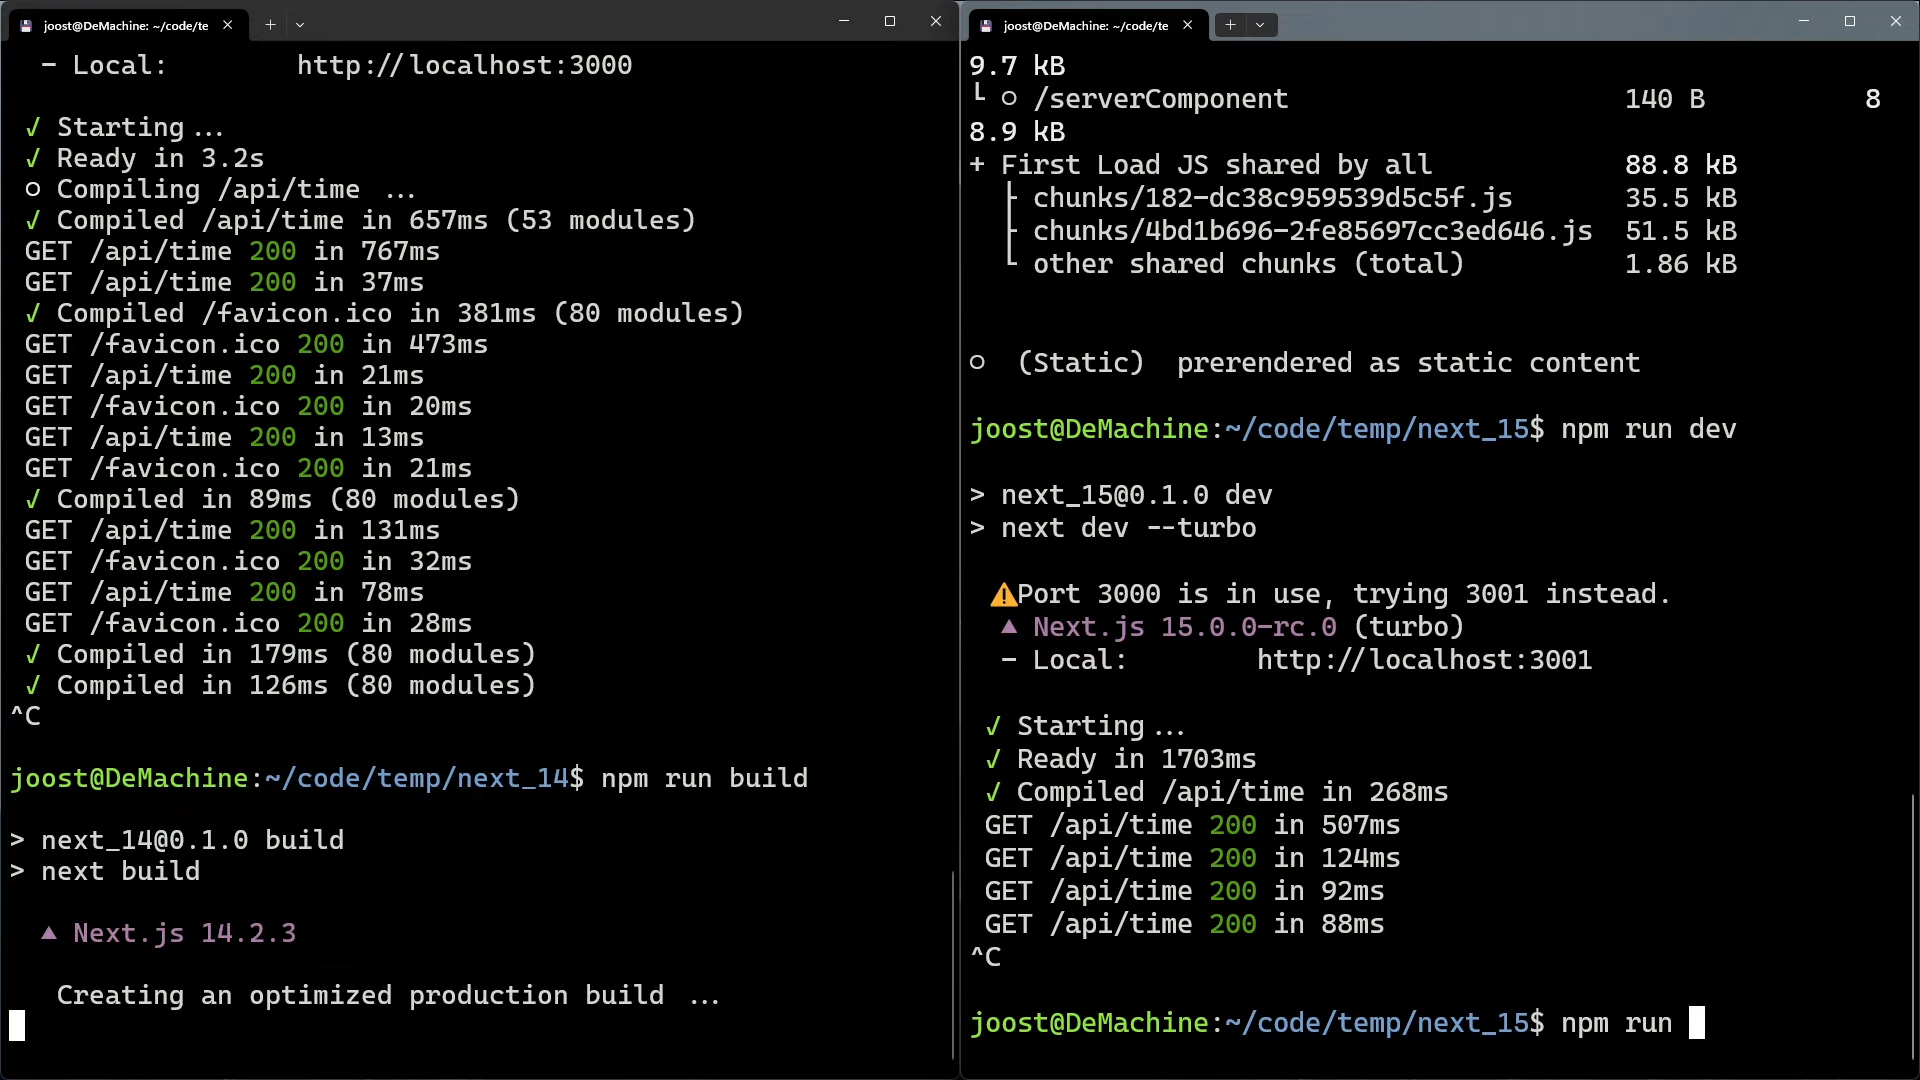 joost@DeMachine: ~/code/te
- Local:        http://localhost:3000
✓ Starting...
✓ Ready in 3.2s
○ Compiling /api/time ...
✓ Compiled /api/time in 657ms (53 modules)
GET /api/time 200 in 767ms
GET /api/time 200 in 37ms
✓ Compiled /favicon.ico in 381ms (80 modules)
GET /favicon.ico 200 in 473ms
GET /api/time 200 in 21ms
GET /favicon.ico 200 in 20ms
GET /api/time 200 in 13ms
GET /favicon.ico 200 in 21ms
✓ Compiled in 89ms (80 modules)
GET /api/time 200 in 131ms
GET /favicon.ico 200 in 32ms
GET /api/time 200 in 78ms
GET /favicon.ico 200 in 28ms
✓ Compiled in 179ms (80 modules)
✓ Compiled in 126ms (80 modules)
^C
joost@DeMachine:~/code/temp/next_14$ npm run build
> next_14@0.1.0 build
> next build
▲ Next.js 14.2.3
Creating an optimized production build ...
joost@DeMachine: ~/code/te
9.7 kB
└ ○ /serverComponent                     140 B          8
8.9 kB
+ First Load JS shared by all            88.8 kB
├ chunks/182-dc38c959539d5c5f.js       35.5 kB
├ chunks/4bd1b696-2fe85697cc3ed646.js  51.5 kB
└ other shared chunks (total)          1.86 kB
○  (Static)  prerendered as static content
joost@DeMachine:~/code/temp/next_15$ npm run dev
> next_15@0.1.0 dev
> next dev --turbo
⚠Port 3000 is in use, trying 3001 instead.
▲ Next.js 15.0.0-rc.0 (turbo)
- Local:        http://localhost:3001
✓ Starting...
✓ Ready in 1703ms
✓ Compiled /api/time in 268ms
GET /api/time 200 in 507ms
GET /api/time 200 in 124ms
GET /api/time 200 in 92ms
GET /api/time 200 in 88ms
^C
joost@DeMachine:~/code/temp/next_15$ npm run